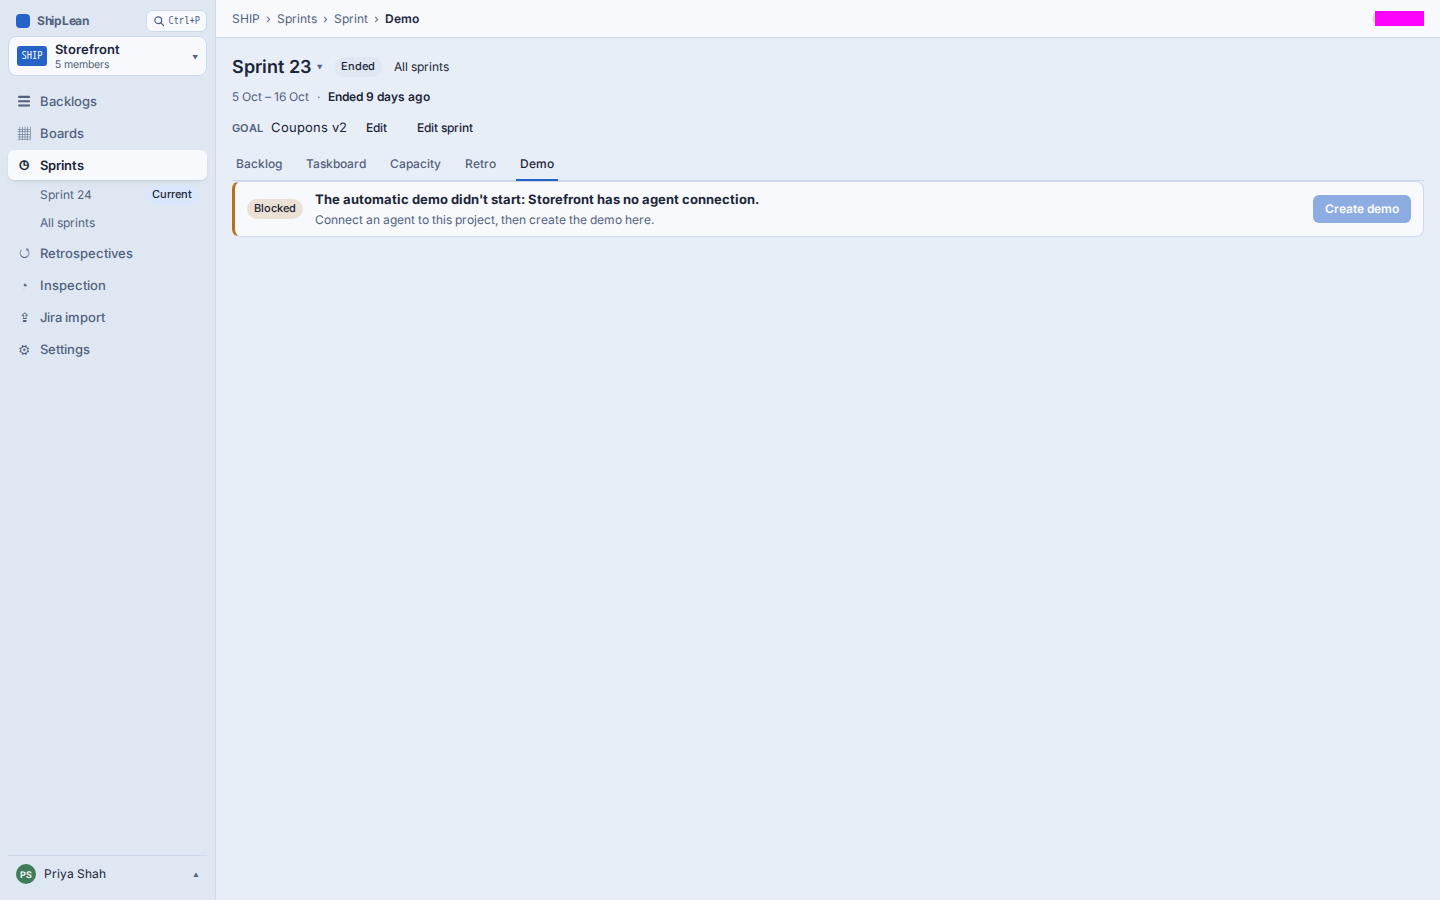 ShipLean
Ctrl+P
SHIP
Storefront
5 members
Backlogs
Boards
Sprints
Sprint 24
Current
All sprints
Retrospectives
Inspection
Jira import
Settings
PS
Priya Shah
SHIP › Sprints › Sprint › Demo
Sprint 23
Ended
All sprints
5 Oct – 16 Oct · Ended 9 days ago
GOAL Coupons v2 Edit Edit sprint
Backlog Taskboard Capacity Retro Demo
Blocked
The automatic demo didn't start: Storefront has no agent connection.
Connect an agent to this project, then create the demo here.
Create demo